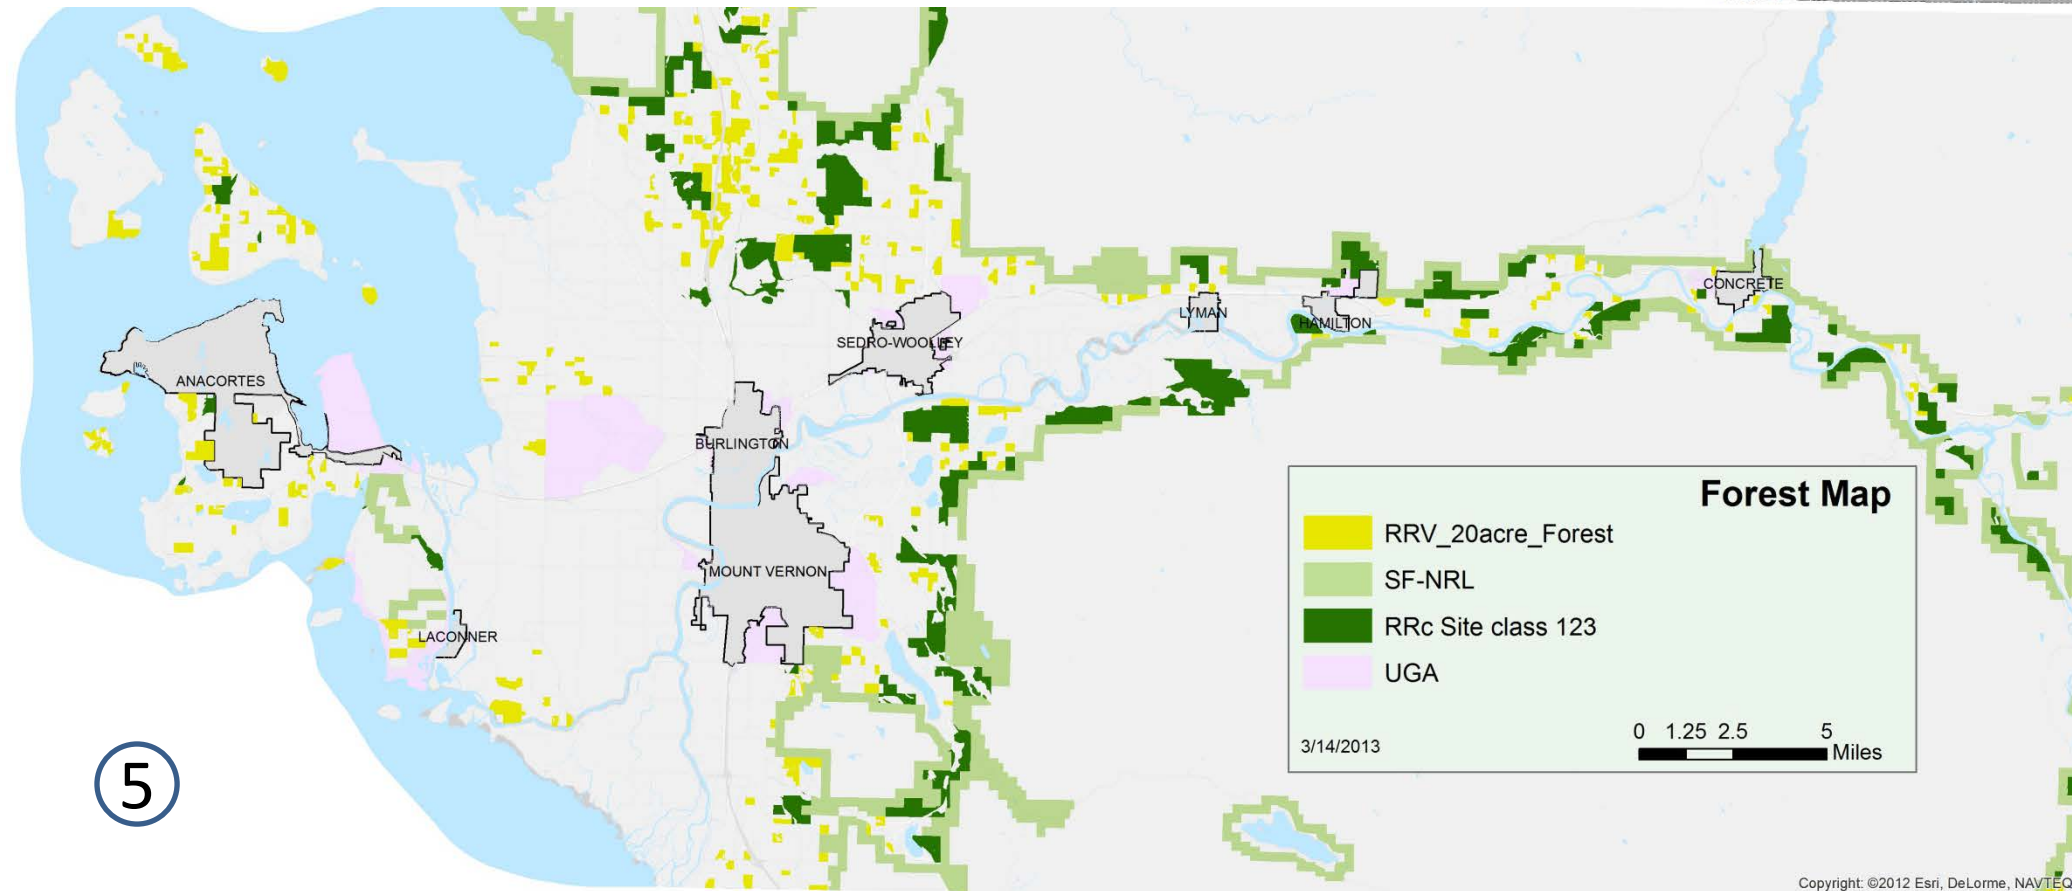 CONCRETE
LYMAN
HAMILTON
SEDRO-WOOLLEY
ANACORTES
BURLINGTON
MOUNT VERNON
LACONNER
Forest Map
RRV_20acre_Forest
SF-NRL
RRc Site class 123
UGA
0 1.25 2.5 5
Miles
3/14/2013
5
Copyright: ©2012 Esri, DeLorme, NAVTEQ